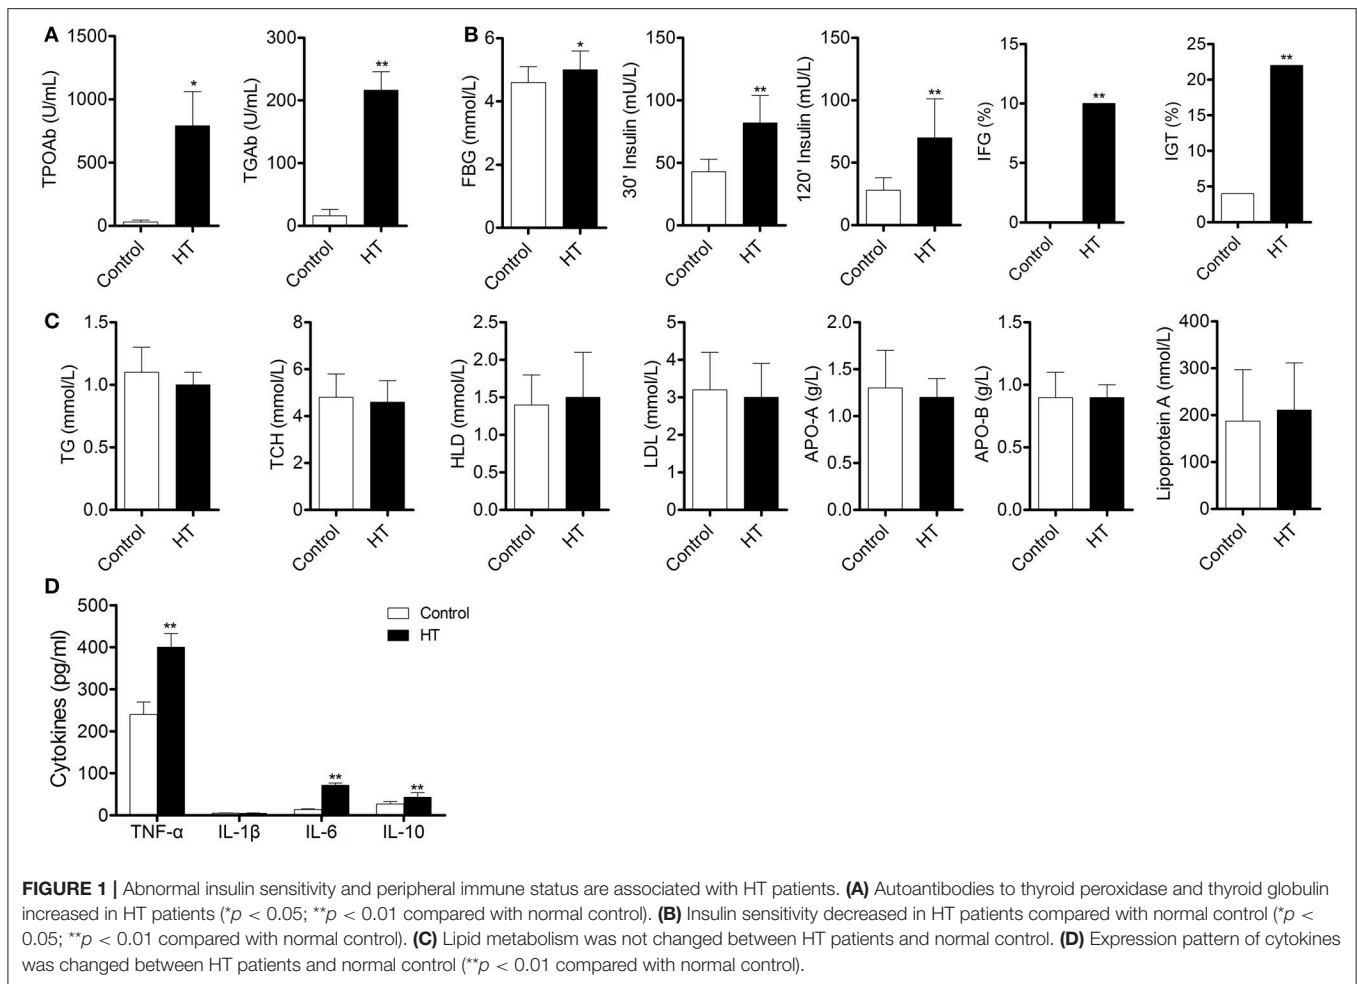 A
TPOAb (U/mL)
1500
1000
500
0
*
Control
HT
TGAb (U/mL)
300
200
100
0
**
Control
HT
B
FBG (mmol/L)
6
4
2
0
*
Control
HT
30' Insulin (mU/L)
150
100
50
0
**
Control
HT
120' Insulin (mU/L)
150
100
50
0
**
Control
HT
IFG (%)
15
10
5
0
**
Control
HT
IGT (%)
25
20
15
10
5
0
**
Control
HT
C
TG (mmol/L)
1.5
1.0
0.5
0.0
Control
HT
TCH (mmol/L)
8
6
4
2
0
Control
HT
HLD (mmol/L)
2.5
2.0
1.5
1.0
0.5
0.0
Control
HT
LDL (mmol/L)
5
4
3
2
1
0
Control
HT
APO-A (g/L)
2.0
1.5
1.0
0.5
0.0
Control
HT
APO-B (g/L)
1.5
1.0
0.5
0.0
Control
HT
Lipoprotein A (nmol/L)
400
300
200
100
0
Control
HT
D
Cytokines (pg/ml)
500
400
300
200
100
0
**
**
**
TNF-α IL-1β IL-6 IL-10
Control
HT
FIGURE 1 | Abnormal insulin sensitivity and peripheral immune status are associated with HT patients. (A) Autoantibodies to thyroid peroxidase and thyroid globulin
increased in HT patients (*p < 0.05; **p < 0.01 compared with normal control). (B) Insulin sensitivity decreased in HT patients compared with normal control (*p <
0.05; **p < 0.01 compared with normal control). (C) Lipid metabolism was not changed between HT patients and normal control. (D) Expression pattern of cytokines
was changed between HT patients and normal control (**p < 0.01 compared with normal control).